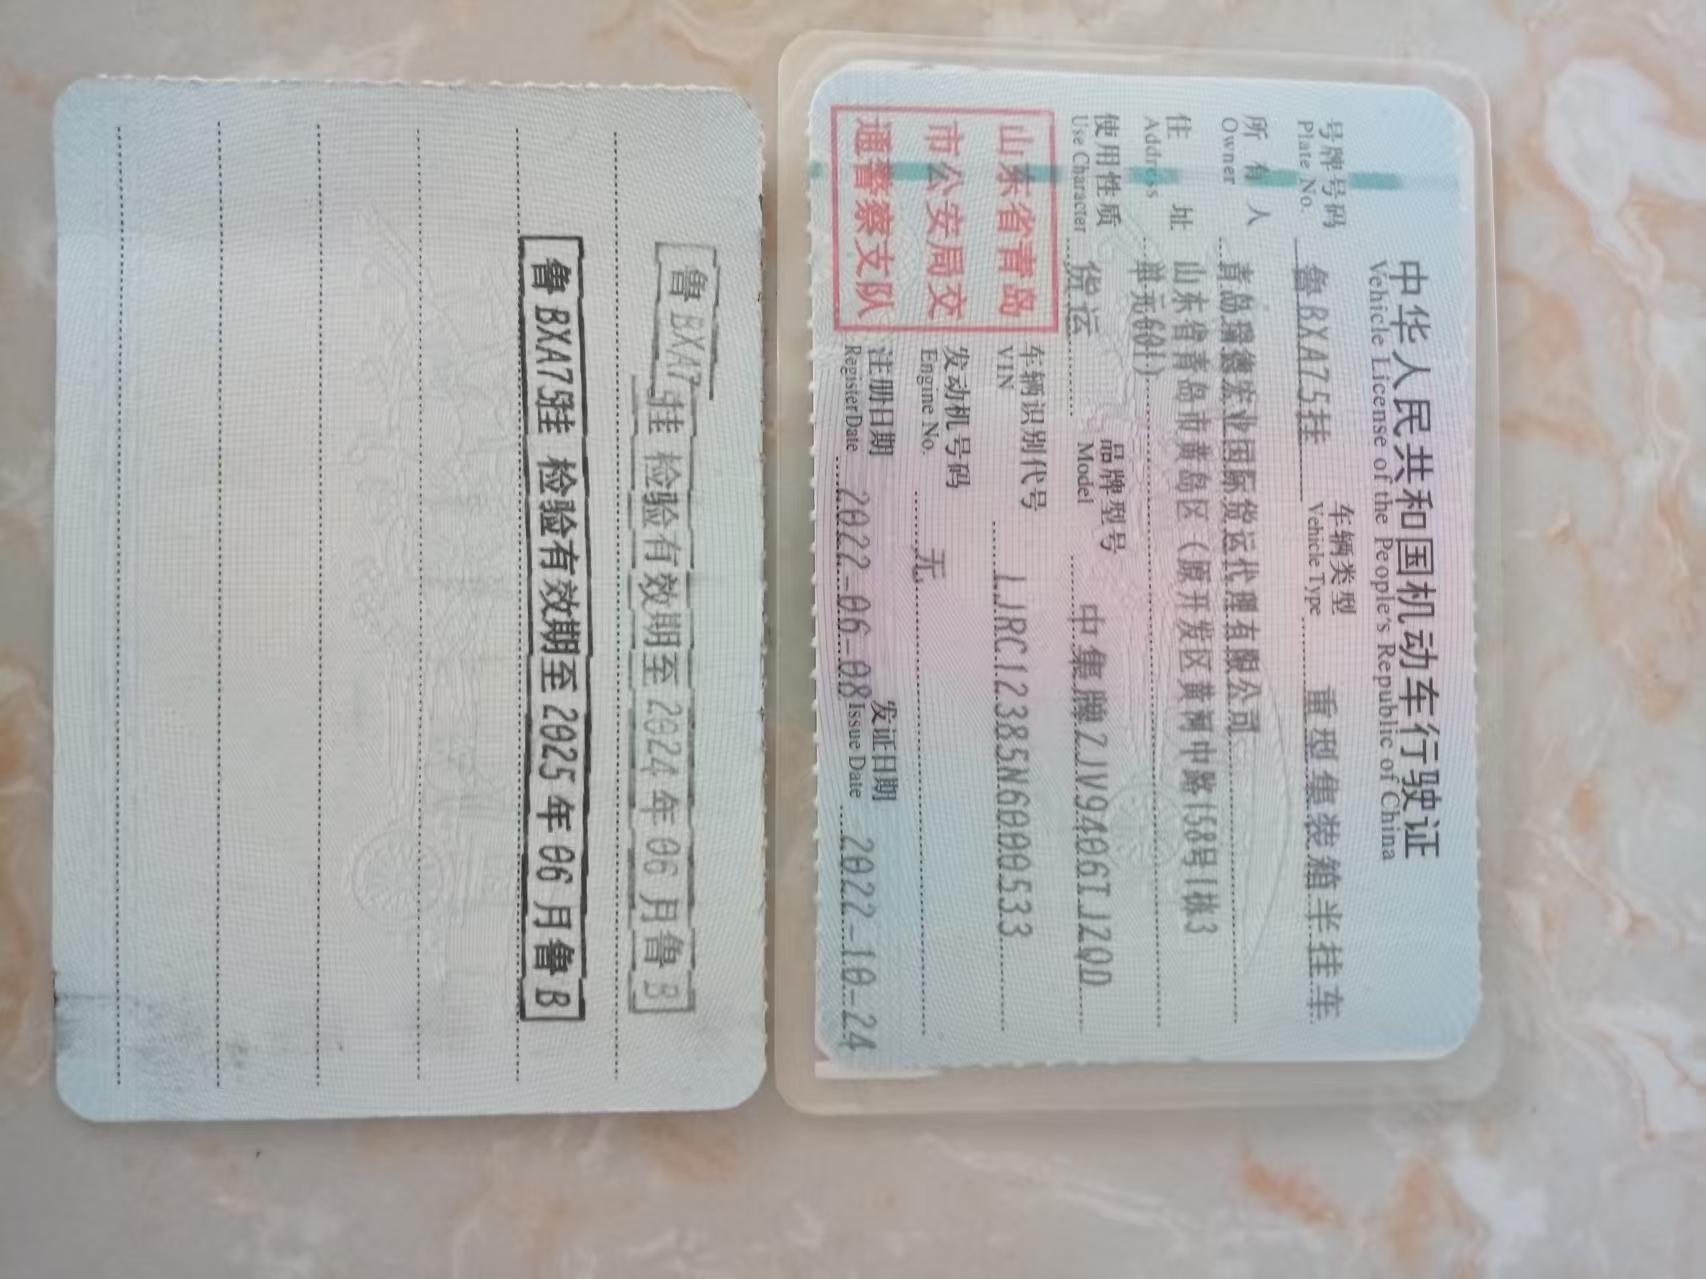 中华人民共和国机动车行驶证
Vehicle License of the People's Republic of China
号牌号码 鲁BXA75挂 车辆类型 重型集装箱半挂车
Plate No. Vehicle Type
所有人 青岛瑞德宏业国际货运代理有限公司
Owner
住址 山东省青岛市黄岛区(原开发区黄河中路158号1栋3
Address 单元601)
使用性质 货运 品牌型号 中集牌ZJV9406TJZQD
Use Character Model
山东省青岛
市公安局交
通警察支队
车辆识别代号 LJRC12385N6000533
VIN
发动机号码 无
Engine No.
注册日期 2022-06-08 发证日期 2022-10-24
Register Date Issue Date
鲁BXA75挂 检验有效期至2024年06月鲁B
鲁BXA75挂 检验有效期至2025年06月鲁B